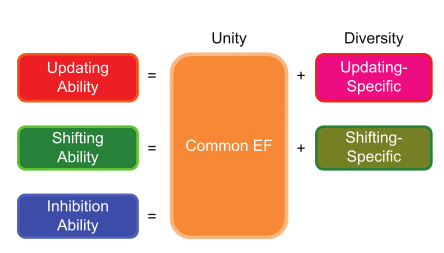 Unity
Diversity
Updating
Ability
=
Common EF
+
Updating-
Specific
Shifting
Ability
=
+
Shifting-
Specific
Inhibition
Ability
=